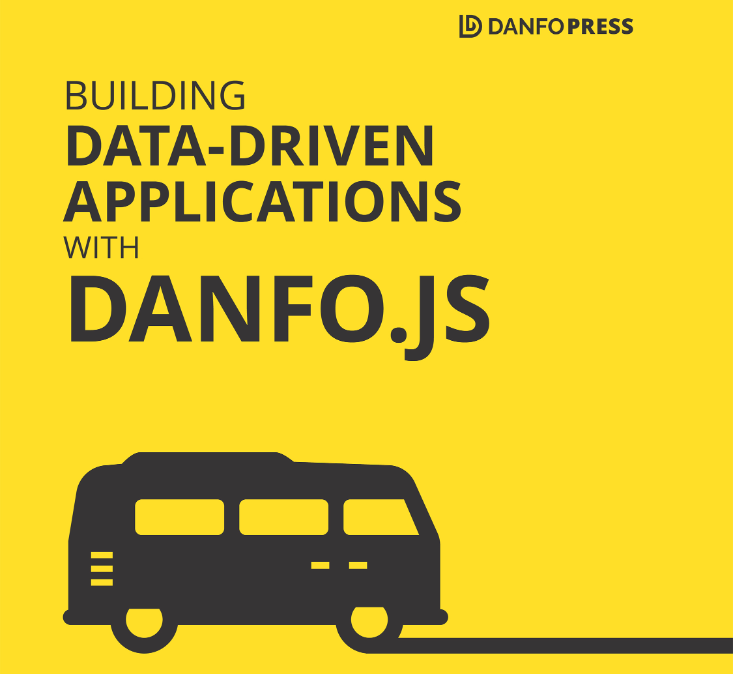 DANFOPRESS
BUILDING
DATA-DRIVEN
APPLICATIONS
WITH
DANFO.JS